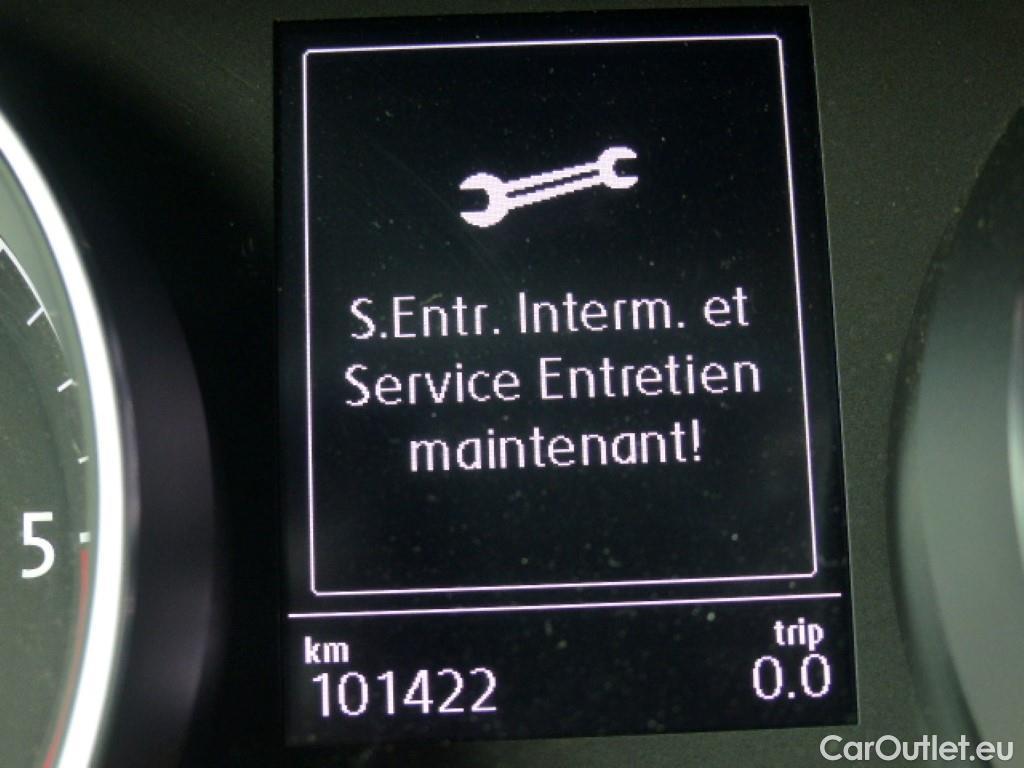 S.Entr. Interm. et
Service Entretien
maintenant!
5
km
trip
101422
0.0
CarOutlet.eu